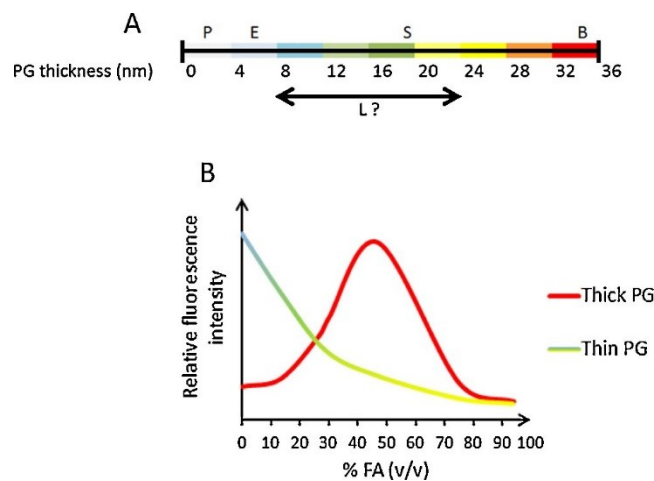 A
P E S B
PG thickness (nm) 0 4 8 12 16 20 24 28 32 36
L ?
B
Relative fluorescence
intensity
Thick PG
Thin PG
0 10 20 30 40 50 60 70 80 90 100
% FA (v/v)